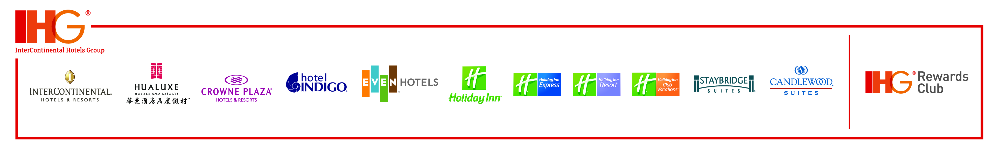 IHG®
InterContinental Hotels Group
I
INTERCONTINENTAL®
HOTELS & RESORTS
HUALUXE
HOTELS AND RESORTS
華邑酒店及度假村™
CROWNE PLAZA®
HOTELS & RESORTS
hotel
INDIGO®
EVEN HOTELS™
H
Holiday Inn®
H Holiday Inn
Express®
H Holiday Inn
Resort®
H Holiday Inn
Club
Vacations®
STAYBRIDGE
SUITES®
CANDLEWOOD®
SUITES
IHG® Rewards
Club